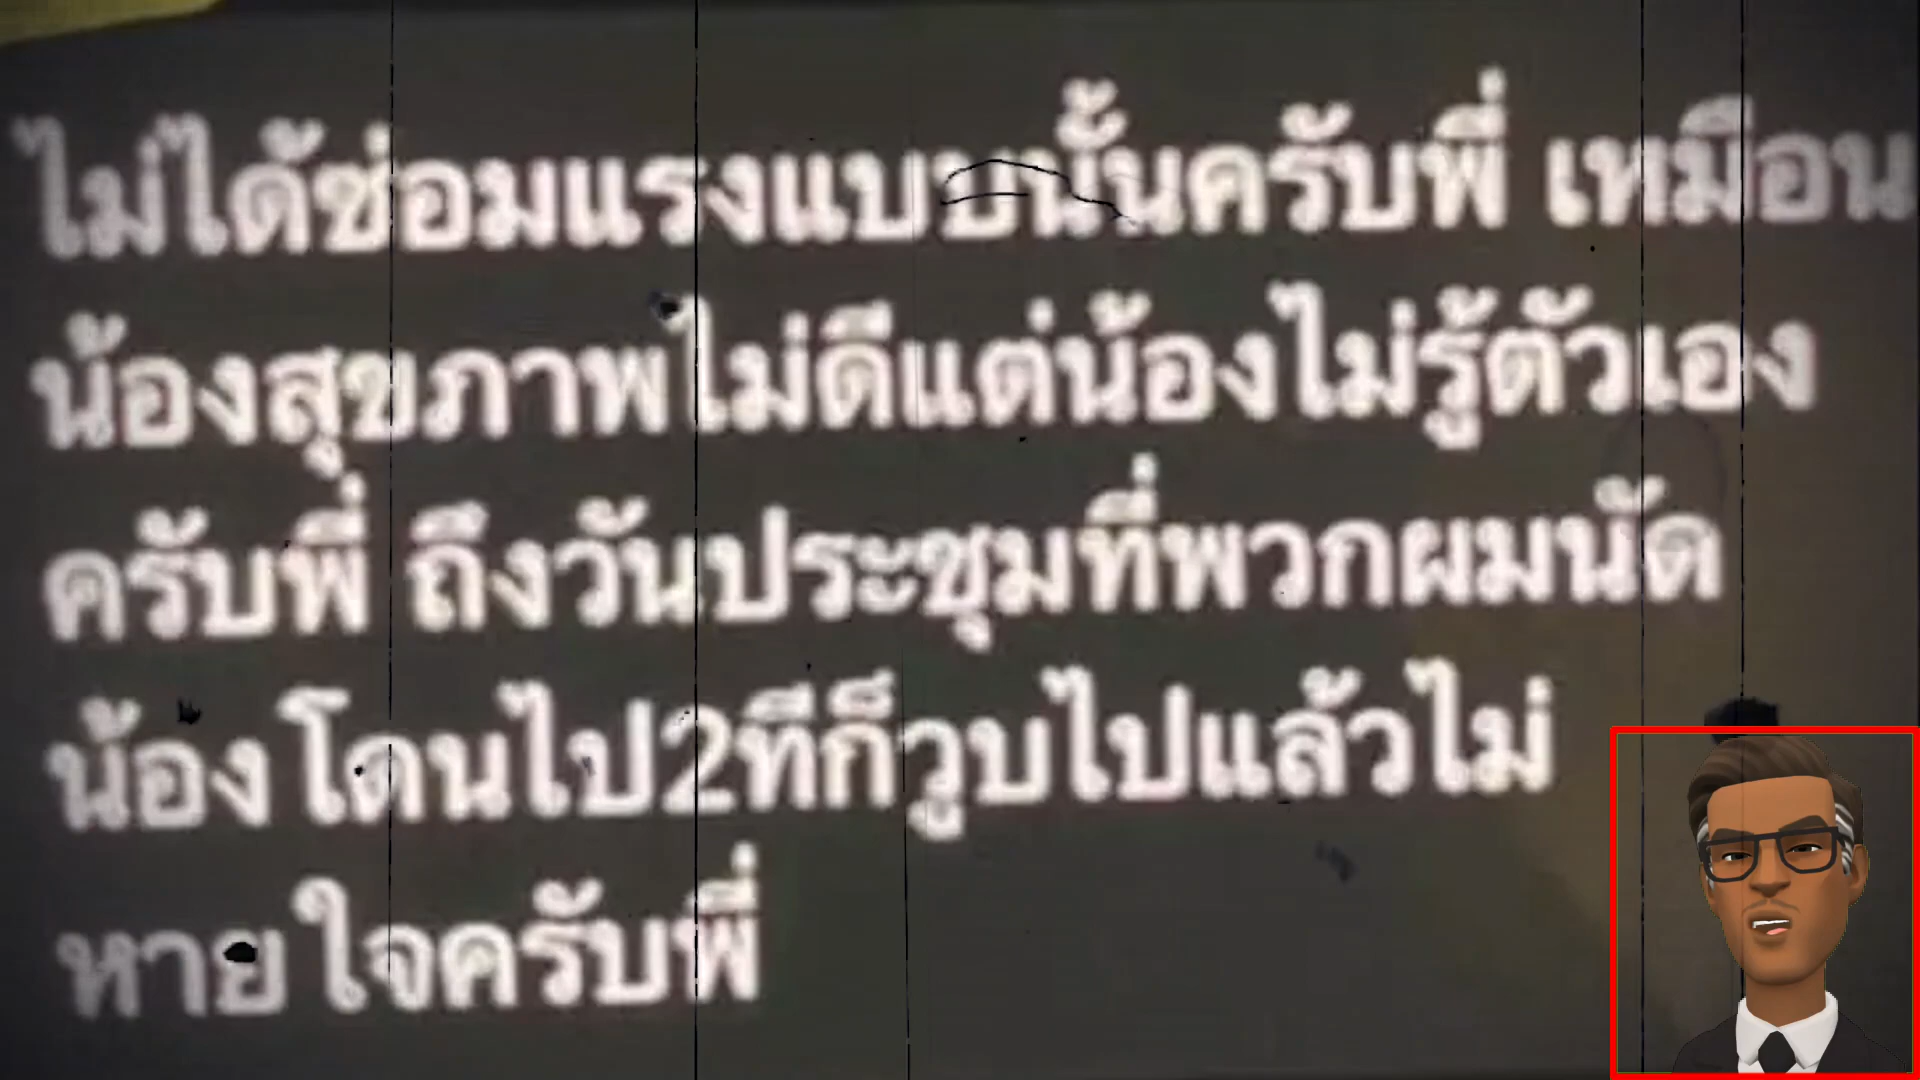 ไม่ได้ซ่อมแรงแบบนั้นครับพี่ เหมือน
น้องสุขภาพไม่ดีแต่น้องไม่รู้ตัวเอง
ครับพี่ ถึงวันประชุมที่พวกผมนัด
น้องโดนไป2ทีก็วูบไปแล้วไม่
หายใจครับพี่